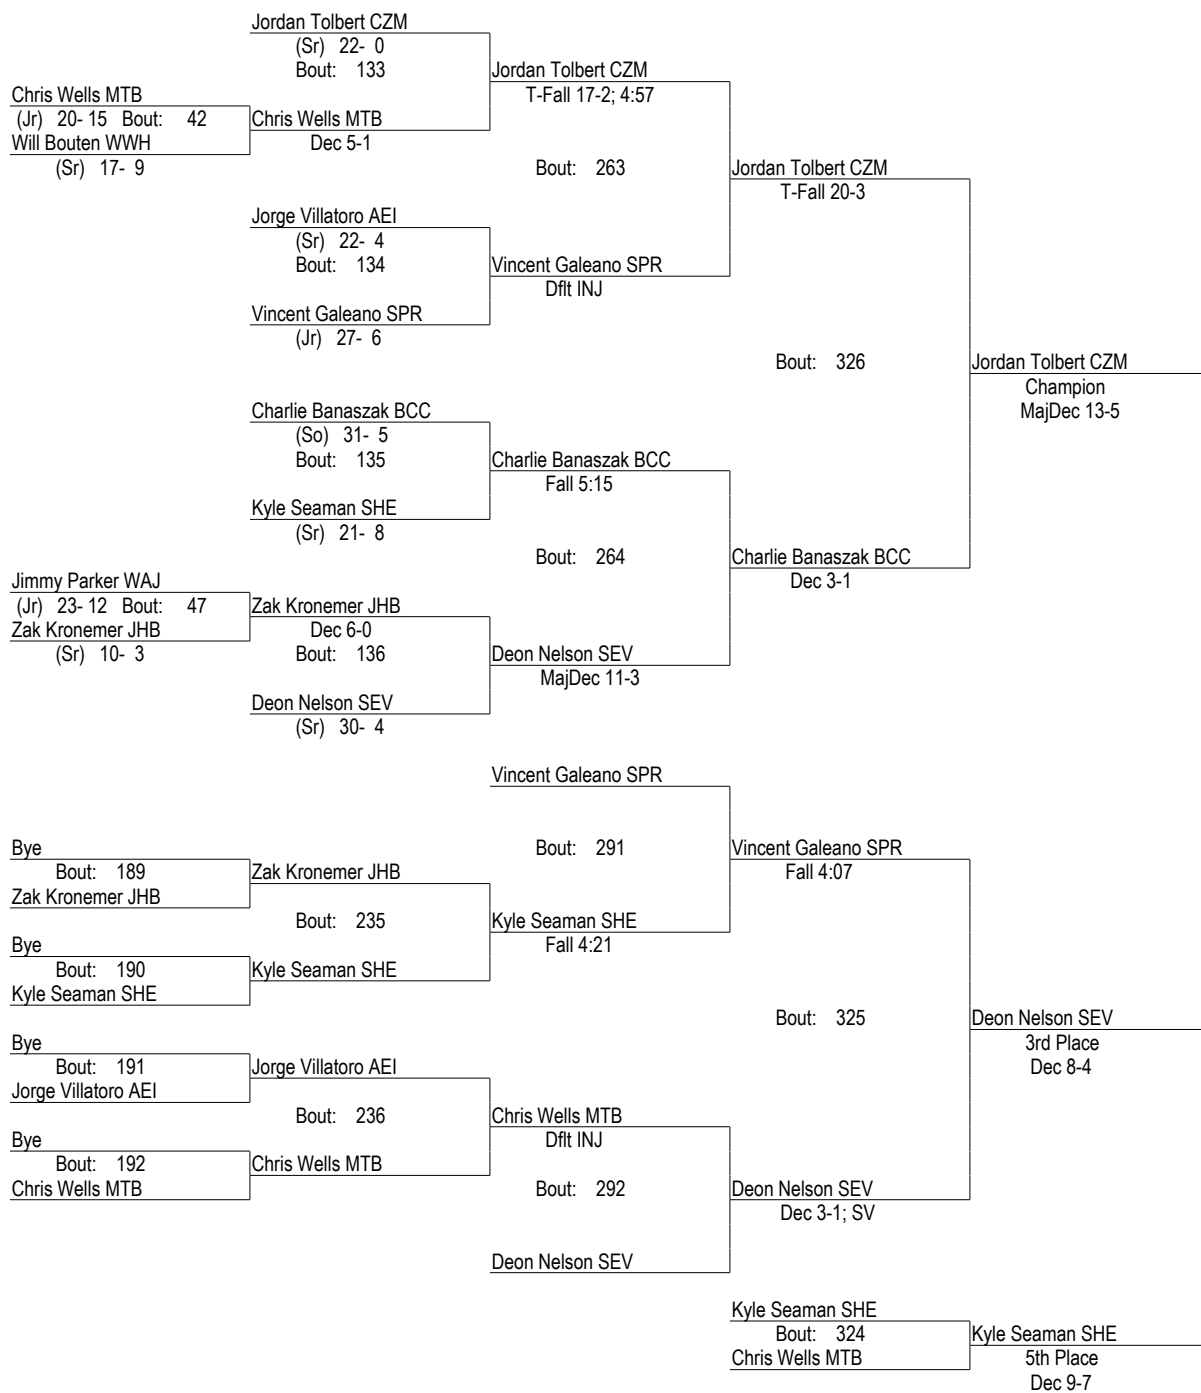 Jordan Tolbert CZM
(Sr) 22- 0
Bout: 133
Jordan Tolbert CZM
T-Fall 17-2; 4:57
Chris Wells MTB
(Jr) 20- 15 Bout: 42
Chris Wells MTB
Dec 5-1
Will Bouten WWH
(Sr) 17- 9
Bout: 263
Jordan Tolbert CZM
T-Fall 20-3
Jorge Villatoro AEI
(Sr) 22- 4
Bout: 134
Vincent Galeano SPR
Dflt INJ
Vincent Galeano SPR
(Jr) 27- 6
Bout: 326
Jordan Tolbert CZM
Champion
MajDec 13-5
Charlie Banaszak BCC
(So) 31- 5
Bout: 135
Charlie Banaszak BCC
Fall 5:15
Kyle Seaman SHE
(Sr) 21- 8
Bout: 264
Charlie Banaszak BCC
Dec 3-1
Jimmy Parker WAJ
(Jr) 23- 12 Bout: 47
Zak Kronemer JHB
Dec 6-0
Zak Kronemer JHB
(Sr) 10- 3
Bout: 136
Deon Nelson SEV
MajDec 11-3
Deon Nelson SEV
(Sr) 30- 4
Vincent Galeano SPR
Bye
Bout: 189
Zak Kronemer JHB
Zak Kronemer JHB
Bout: 291
Vincent Galeano SPR
Fall 4:07
Bout: 235
Kyle Seaman SHE
Fall 4:21
Bye
Bout: 190
Kyle Seaman SHE
Kyle Seaman SHE
Bout: 325
Deon Nelson SEV
3rd Place
Dec 8-4
Bye
Bout: 191
Jorge Villatoro AEI
Jorge Villatoro AEI
Bout: 236
Chris Wells MTB
Dflt INJ
Bye
Bout: 192
Chris Wells MTB
Chris Wells MTB
Bout: 292
Deon Nelson SEV
Dec 3-1; SV
Deon Nelson SEV
Kyle Seaman SHE
Bout: 324
Chris Wells MTB
Kyle Seaman SHE
5th Place
Dec 9-7